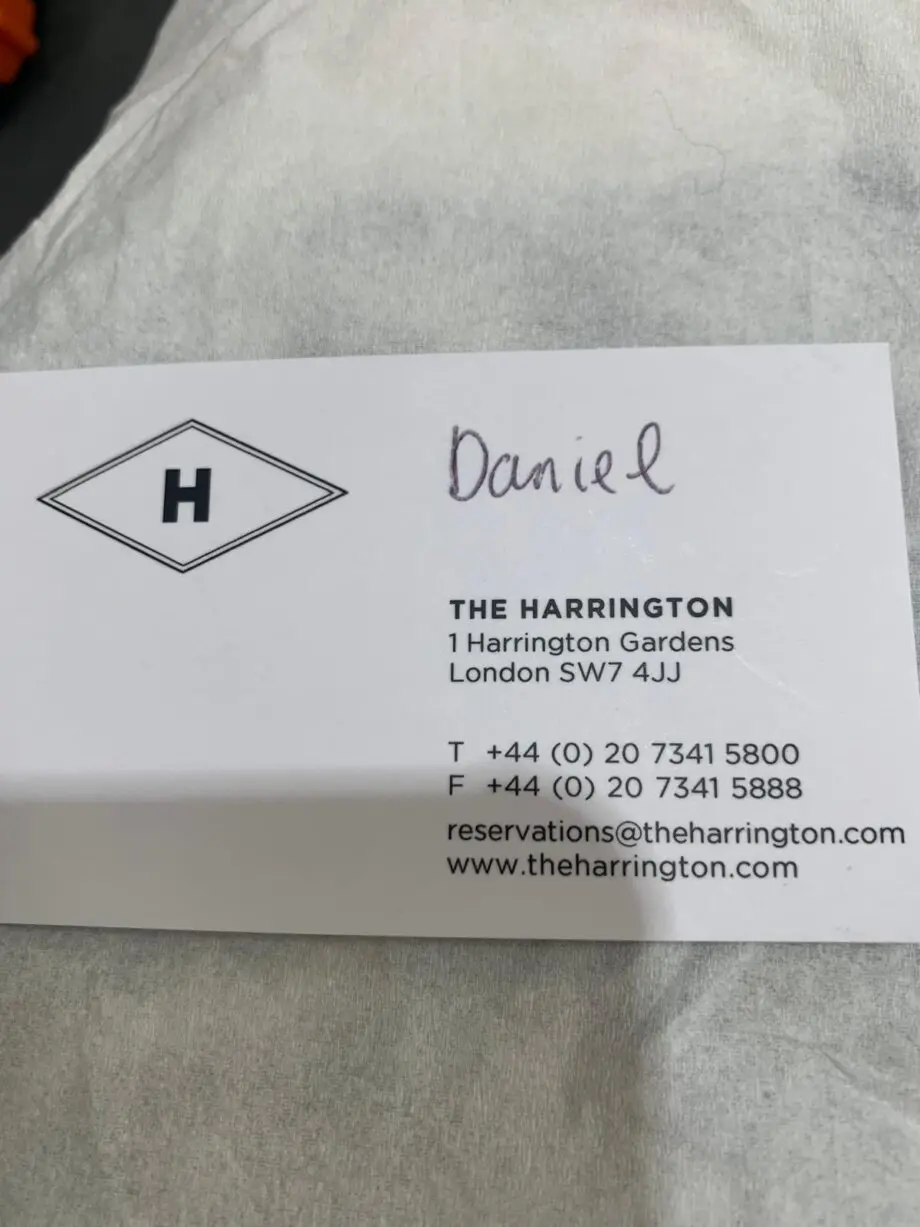 H
Daniel
THE HARRINGTON
1 Harrington Gardens
London SW7 4JJ
T +44 (0) 20 7341 5800
F +44 (0) 20 7341 5888
reservations@theharrington.com
www.theharrington.com